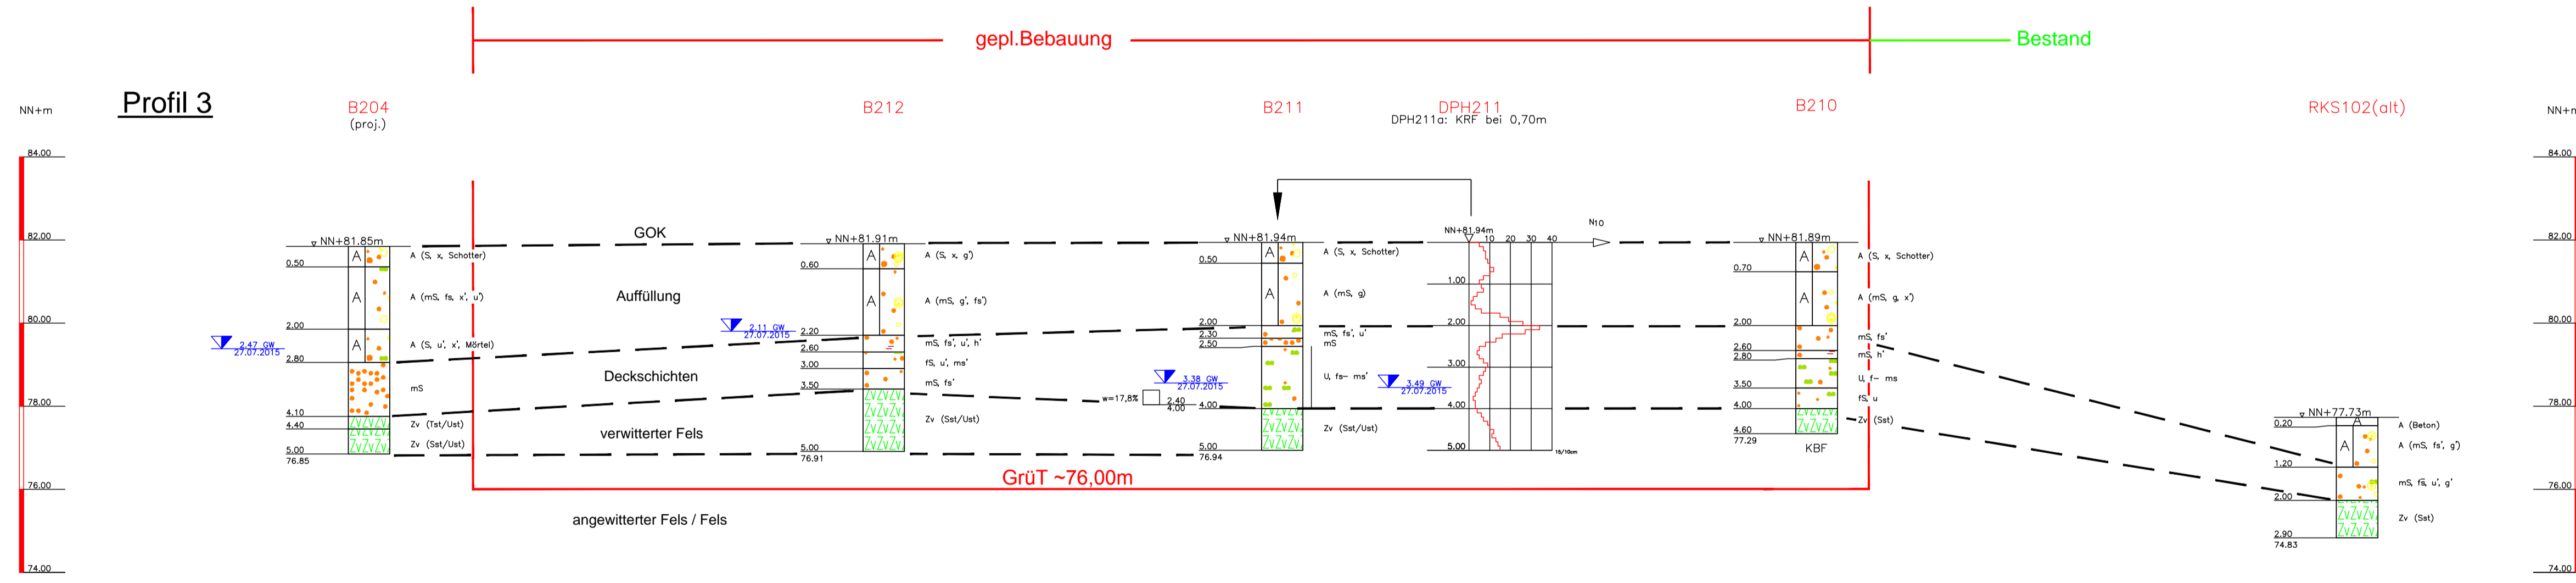 gepl.Bebauung
Bestand
Profil 3
NN+m
B204
(proj.)
B212
B211
DPH211
DPH211a: KRF bei 0,70m
B210
RKS102(alt)
NN+m
84.00
82.00
80.00
78.00
76.00
74.00
NN+81.85m
0.50
2.00
2.80
4.10
4.40
5.00
76.85
A
A
A
A (S, x, Schotter)
A (mS, fs, x', u')
A (S, u', x', Mörtel)
mS
Zv (Tst/Ust)
Zv (Sst/Ust)
2.47 GW
27.07.2015
GOK
Auffüllung
Deckschichten
verwitterter Fels
angewitterter Fels / Fels
GrüT ~76,00m
NN+81.91m
0.60
2.20
2.60
3.00
3.50
5.00
76.91
A
A
A (S, x, g')
A (mS, g', fs')
mS, fs', u', h'
fS, u', ms'
mS, fs'
Zv (Sst/Ust)
2.11 GW
27.07.2015
NN+81.94m
0.50
2.00
2.30
2.50
4.00
5.00
76.94
A
A
A (S, x, Schotter)
A (mS, g)
mS, fs', u'
mS
U, fs- ms'
Zv (Sst/Ust)
3.38 GW
27.07.2015
w=17,8%
2.40
4.00
NN+81.94m
10 20 30 40
N10
1.00
2.00
3.00
4.00
5.00
15/10cm
3.49 GW
27.07.2015
NN+81.89m
0.70
2.00
2.60
2.80
3.50
4.00
4.60
77.29
A
A
KBF
A (S, x, Schotter)
A (mS, g, x')
mS, fs'
mS, h'
U, f- ms
fS, u
Zv (Sst)
NN+77.73m
0.20
1.20
2.00
2.90
74.83
A
A
A (Beton)
A (mS, fs', g')
mS, fs̄, u', g'
Zv (Sst)
84.00
82.00
80.00
78.00
76.00
74.00